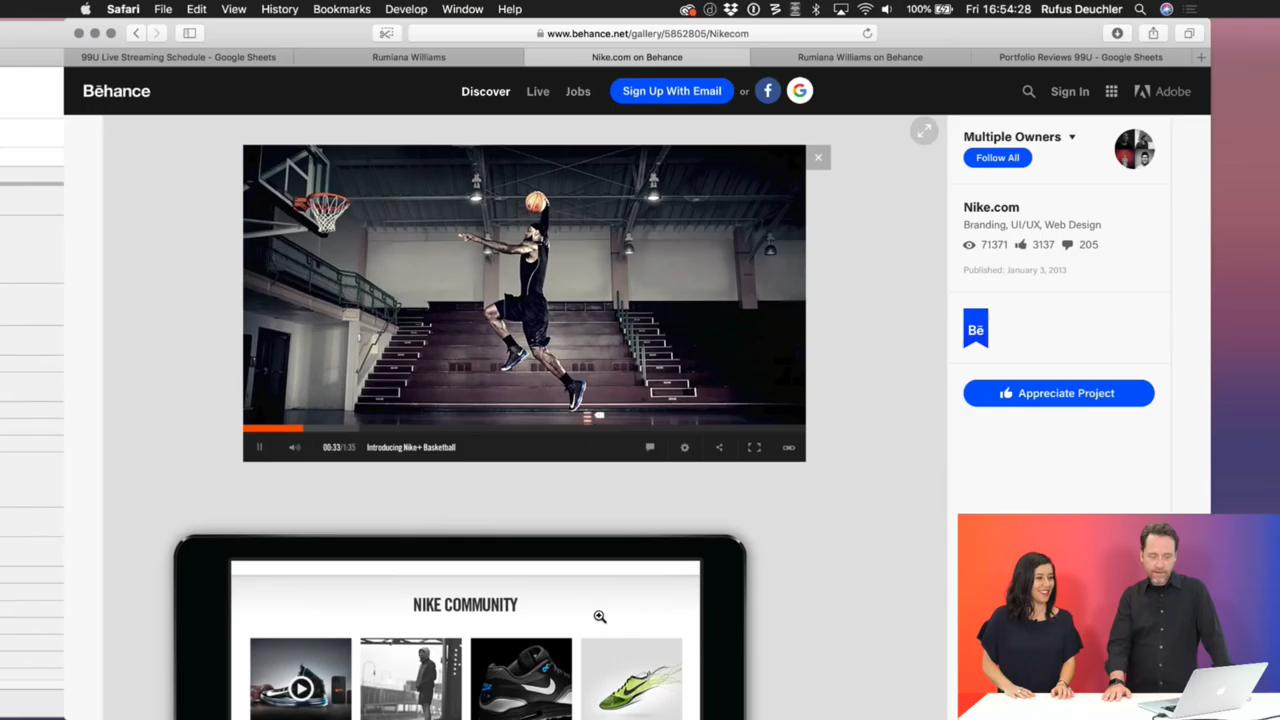 Safari File Edit View History Bookmarks Develop Window Help 100% Fri 16:54:28 Rufus Deuchler
www.behance.net/gallery/5852805/Nikecom
99U Live Streaming Schedule - Google Sheets Rumiana Williams Nike.com on Behance Rumiana Williams on Behance Portfolio Reviews 99U - Google Sheets
Bēhance Discover Live Jobs Sign Up With Email or Sign In Adobe
Multiple Owners
Follow All
Nike.com
Branding, UI/UX, Web Design
71371 3137 205
Published: January 3, 2013
Bē
Appreciate Project
00:33/1:35 Introducing Nike+ Basketball
NIKE COMMUNITY